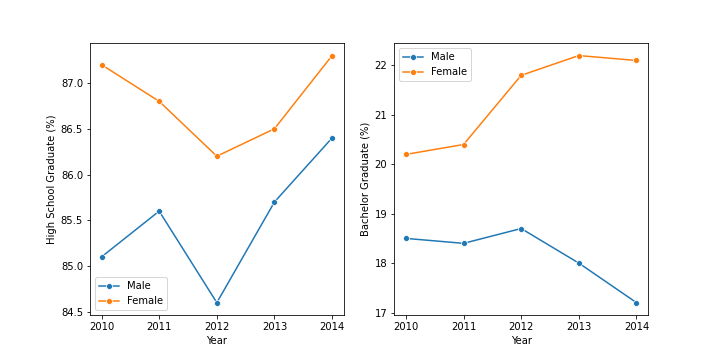 High School Graduate (%)
87.0
86.5
86.0
85.5
85.0
84.5
Male
Female
2010 2011 2012 2013 2014
Year
Bachelor Graduate (%)
22
21
20
19
18
17
Male
Female
2010 2011 2012 2013 2014
Year